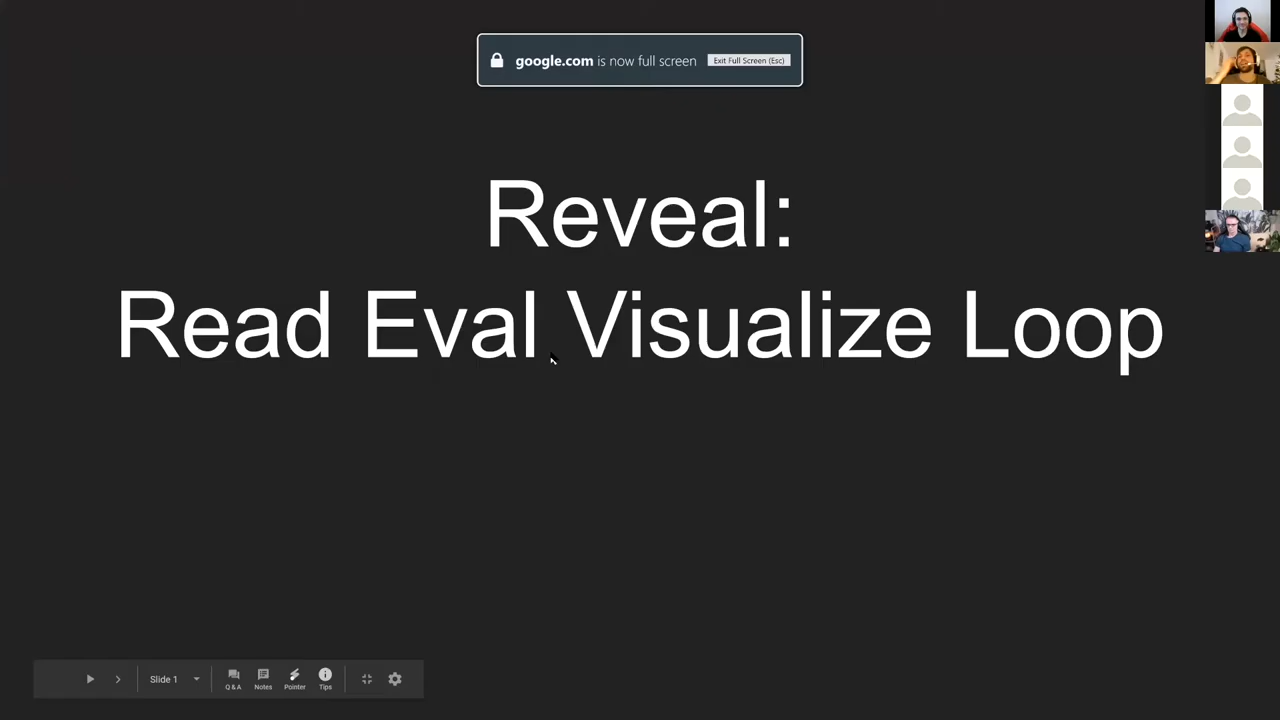 google.com is now full screen Exit Full Screen (Esc)
Reveal:
Read Eval Visualize Loop
Slide 1
Q & A Notes Pointer Tips